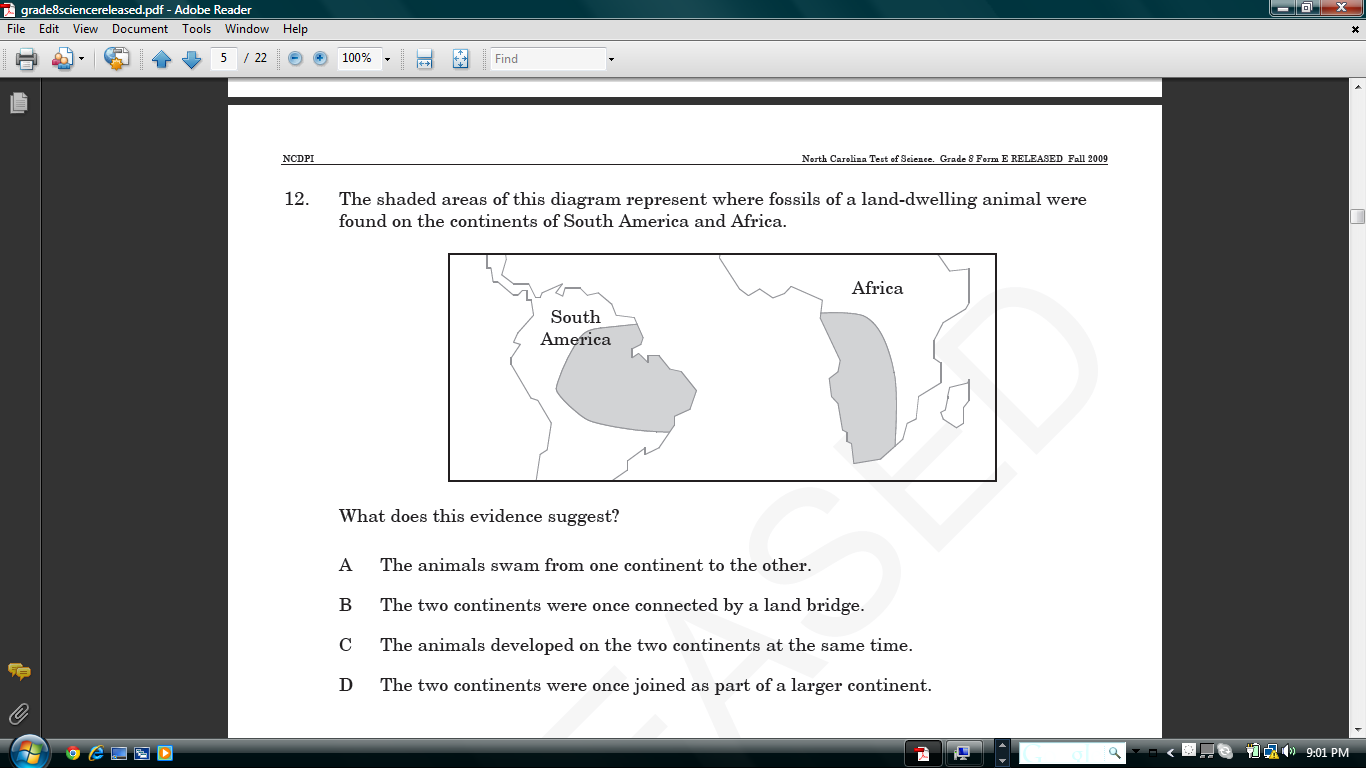 grade8sciencereleased.pdf - Adobe Reader
File Edit View Document Tools Window Help
5 / 22 100% Find
NCDPI North Carolina Test of Science. Grade 8 Form E RELEASED Fall 2009
12. The shaded areas of this diagram represent where fossils of a land-dwelling animal were
found on the continents of South America and Africa.
Africa
South
America
What does this evidence suggest?
A The animals swam from one continent to the other.
B The two continents were once connected by a land bridge.
C The animals developed on the two continents at the same time.
D The two continents were once joined as part of a larger continent.
EASED
9:01 PM